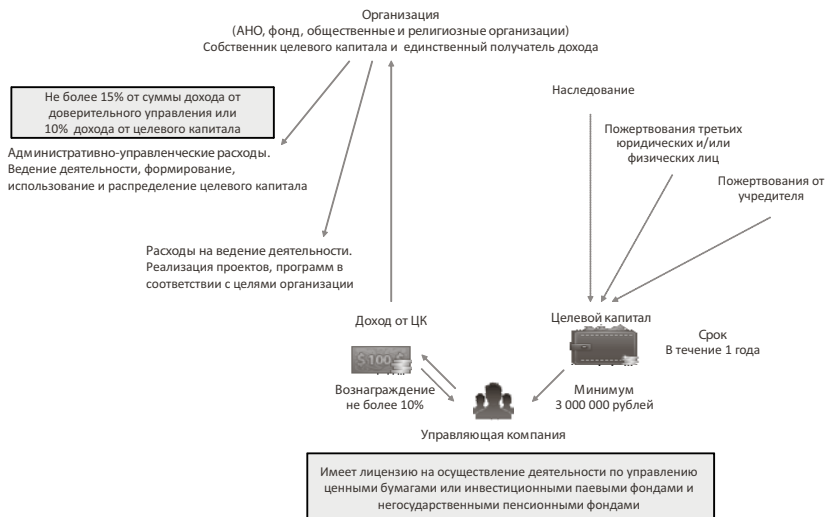 Организация
(АНО, фонд, общественные и религиозные организации)
Собственник целевого капитала и единственный получатель дохода
Не более 15% от суммы дохода от
доверительного управления или
10% дохода от целевого капитала
Административно-управленческие расходы.
Ведение деятельности, формирование,
использование и распределение целевого капитала
Наследование
Пожертвования третьих
юридических и/или
физических лиц
Пожертвования от
учредителя
Расходы на ведение деятельности.
Реализация проектов, программ в
соответствии с целями организации
Доход от ЦК
Целевой капитал
Срок
В течение 1 года
$ 100
Вознаграждение
не более 10%
Минимум
3 000 000 рублей
Управляющая компания
Имеет лицензию на осуществление деятельности по управлению
ценными бумагами или инвестиционными паевыми фондами и
негосударственными пенсионными фондами